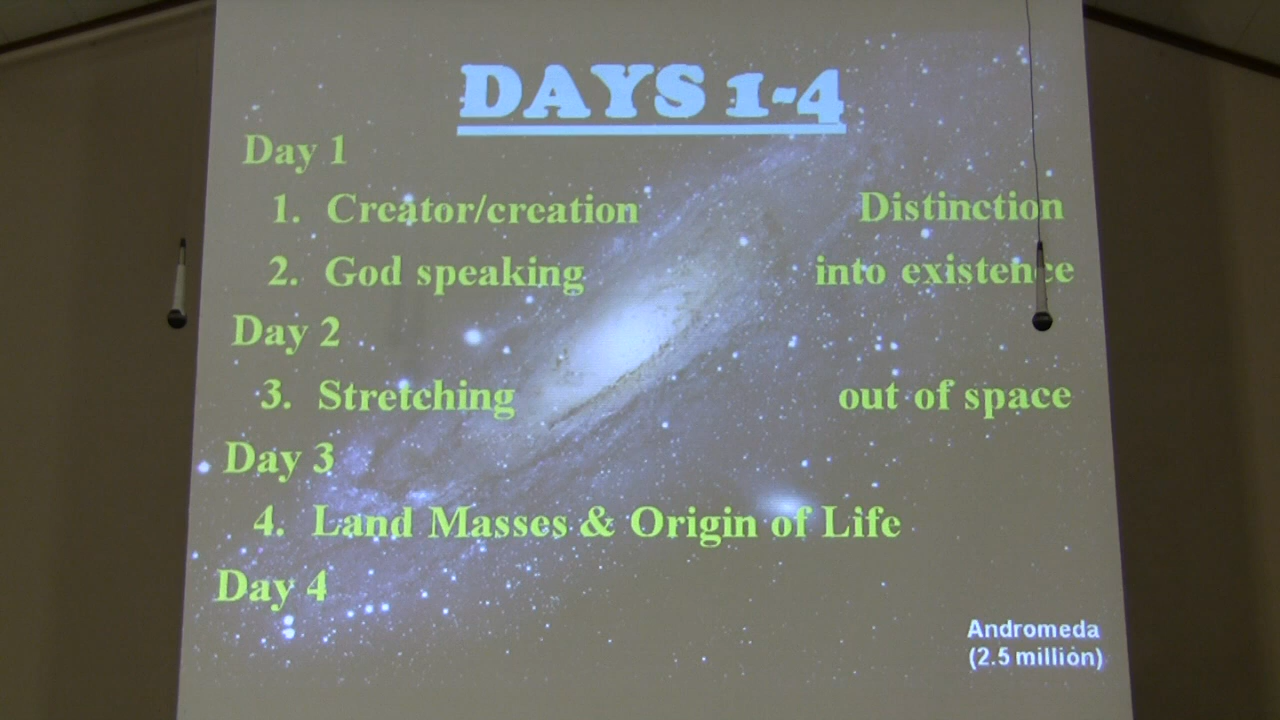 DAYS 1-4
Day 1
1. Creator/creation Distinction
2. God speaking into existence
Day 2
3. Stretching out of space
Day 3
4. Land Masses & Origin of Life
Day 4
Andromeda
(2.5 million)